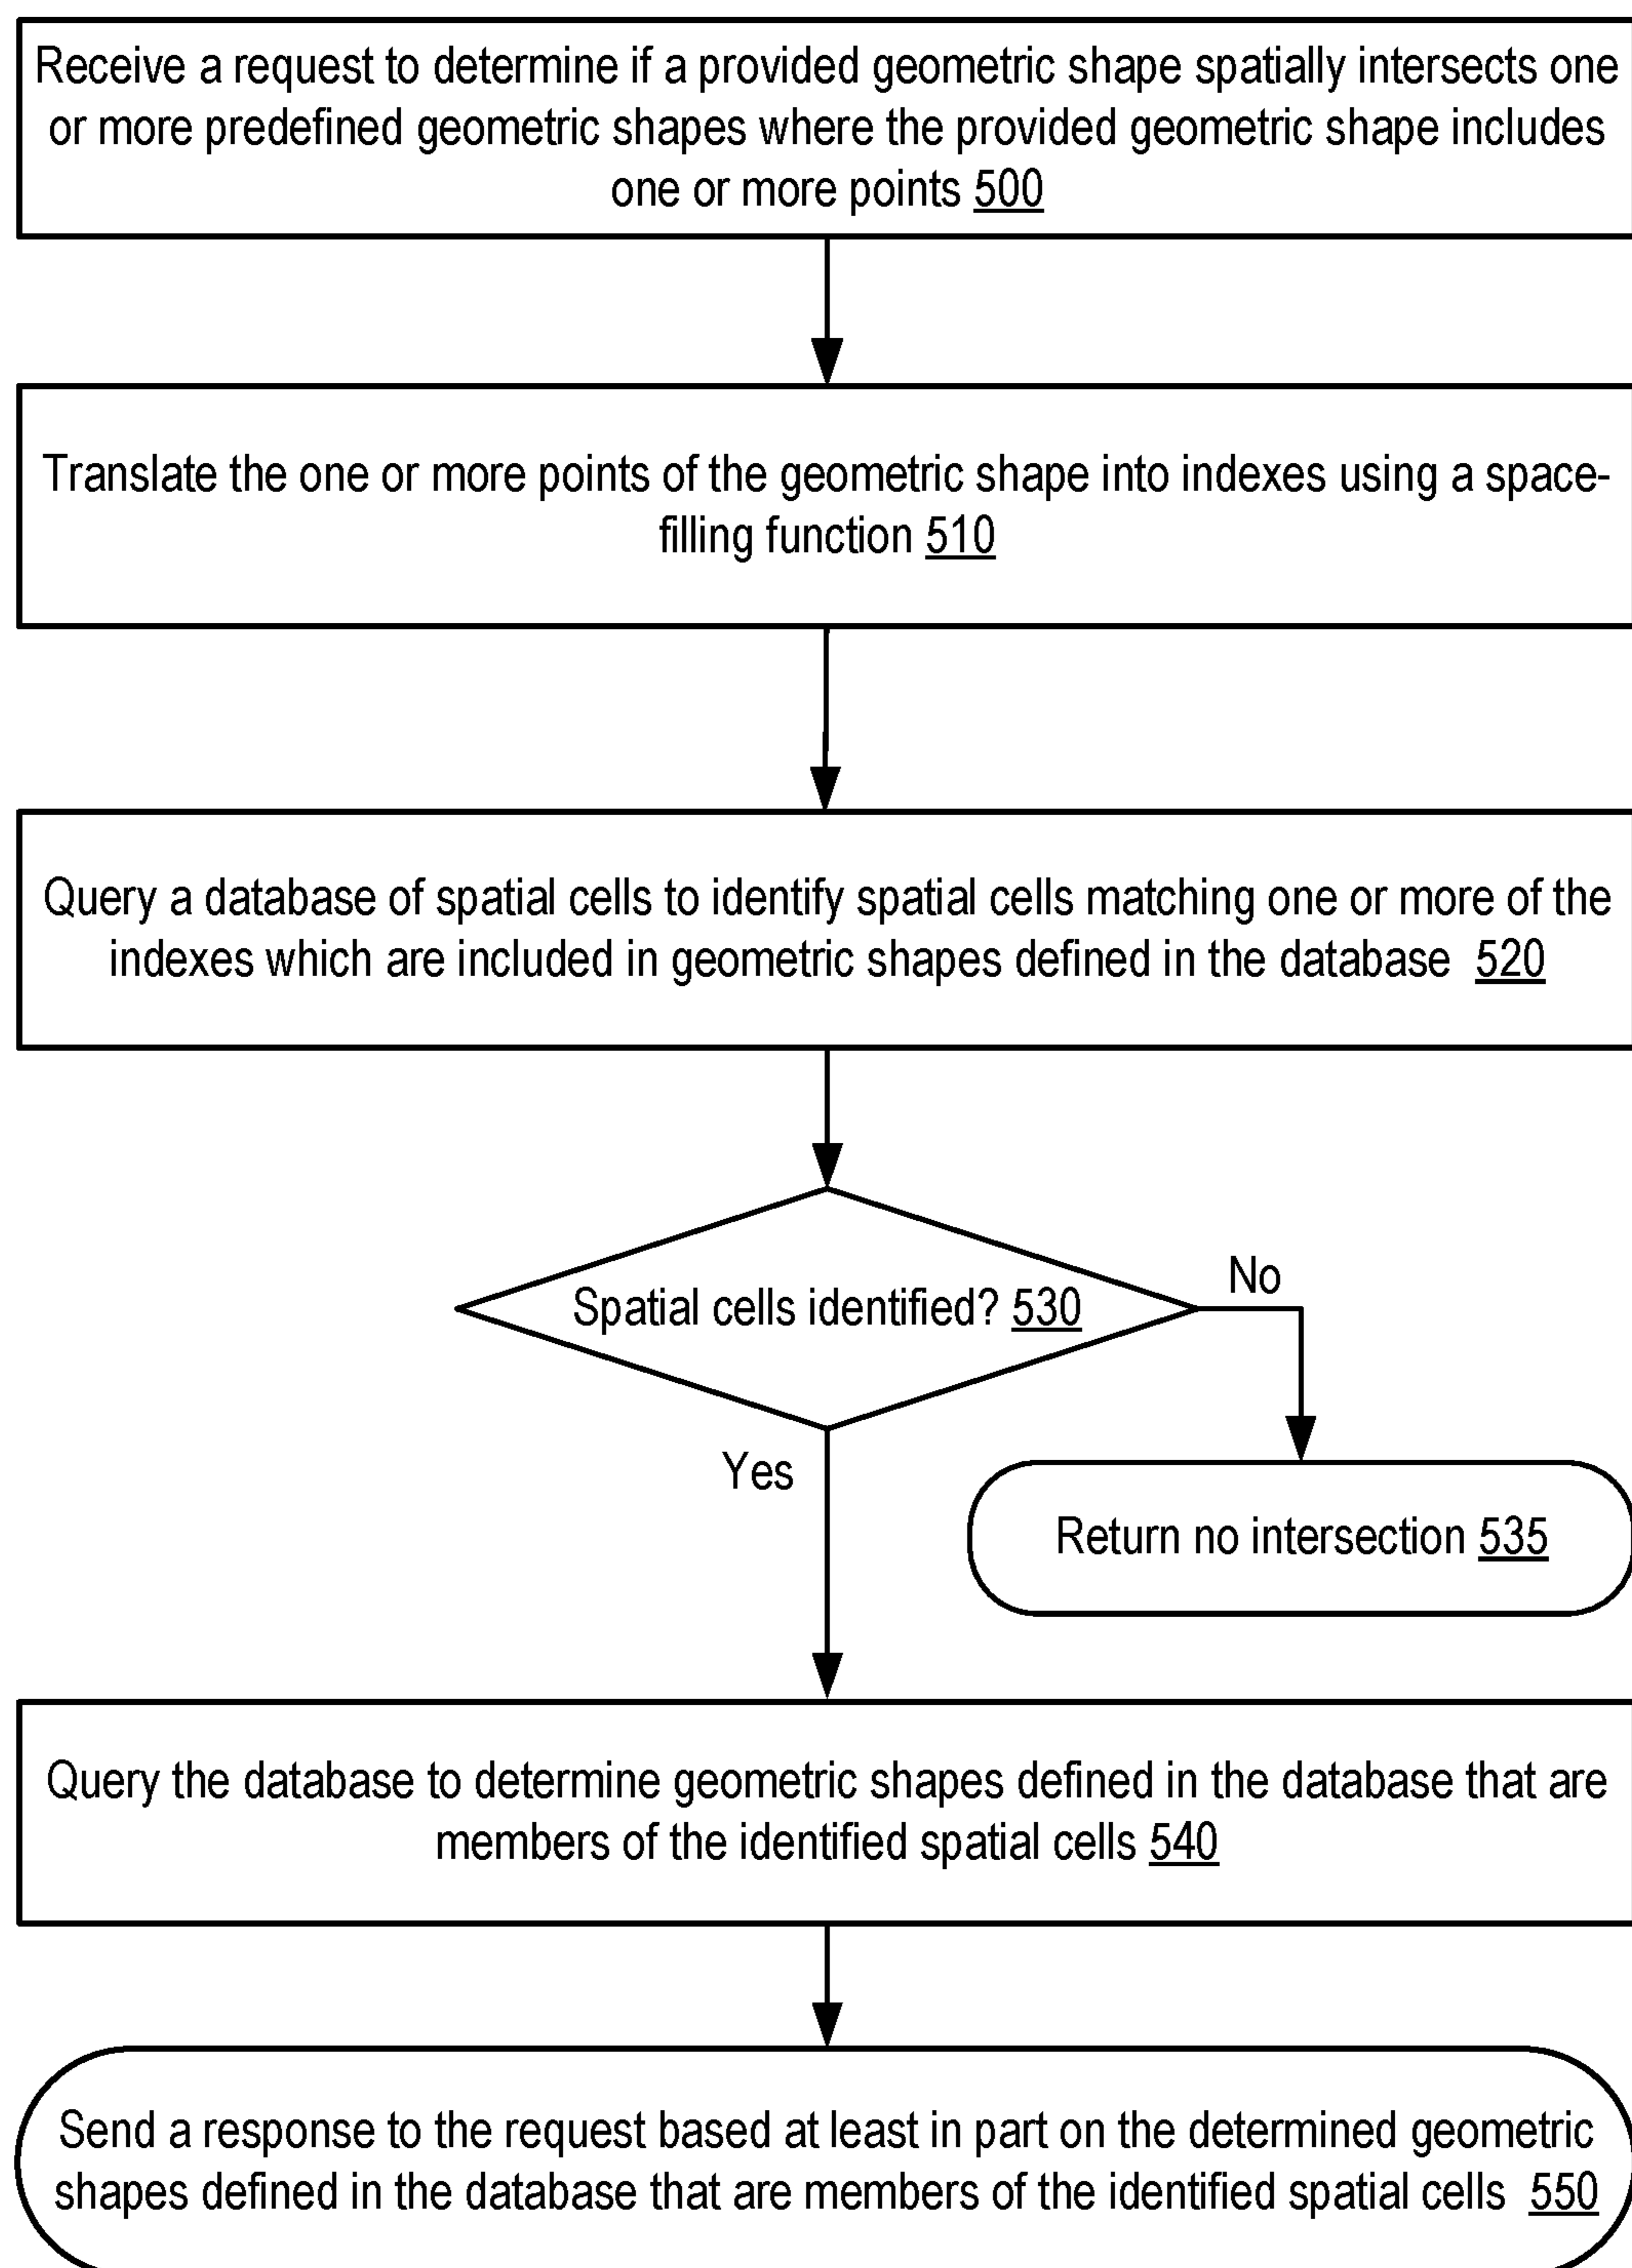 Receive a request to determine if a provided geometric shape spatially intersects one
or more predefined geometric shapes where the provided geometric shape includes
one or more points 500
Translate the one or more points of the geometric shape into indexes using a space-
filling function 510
Query a database of spatial cells to identify spatial cells matching one or more of the
indexes which are included in geometric shapes defined in the database 520
Spatial cells identified? 530
No
Yes
Return no intersection 535
Query the database to determine geometric shapes defined in the database that are
members of the identified spatial cells 540
Send a response to the request based at least in part on the determined geometric
shapes defined in the database that are members of the identified spatial cells 550